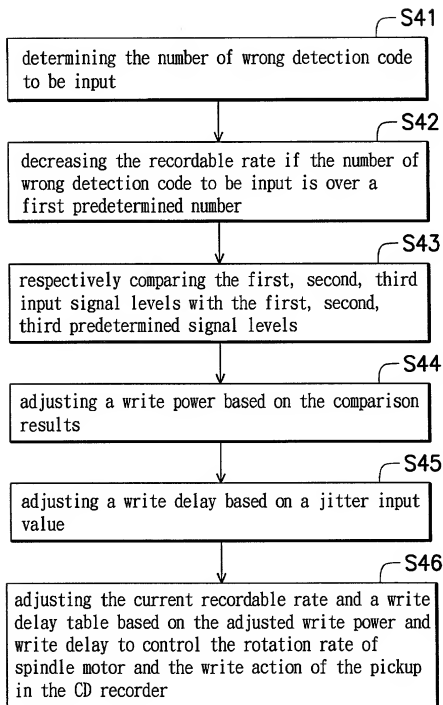 S41
determining the number of wrong detection code
to be input
S42
decreasing the recordable rate if the number of
wrong detection code to be input is over a
first predetermined number
S43
respectively comparing the first, second, third
input signal levels with the first, second,
third predetermined signal levels
S44
adjusting a write power based on the comparison
results
S45
adjusting a write delay based on a jitter input
value
S46
adjusting the current recordable rate and a write
delay table based on the adjusted write power and
write delay to control the rotation rate of
spindle motor and the write action of the pickup
in the CD recorder